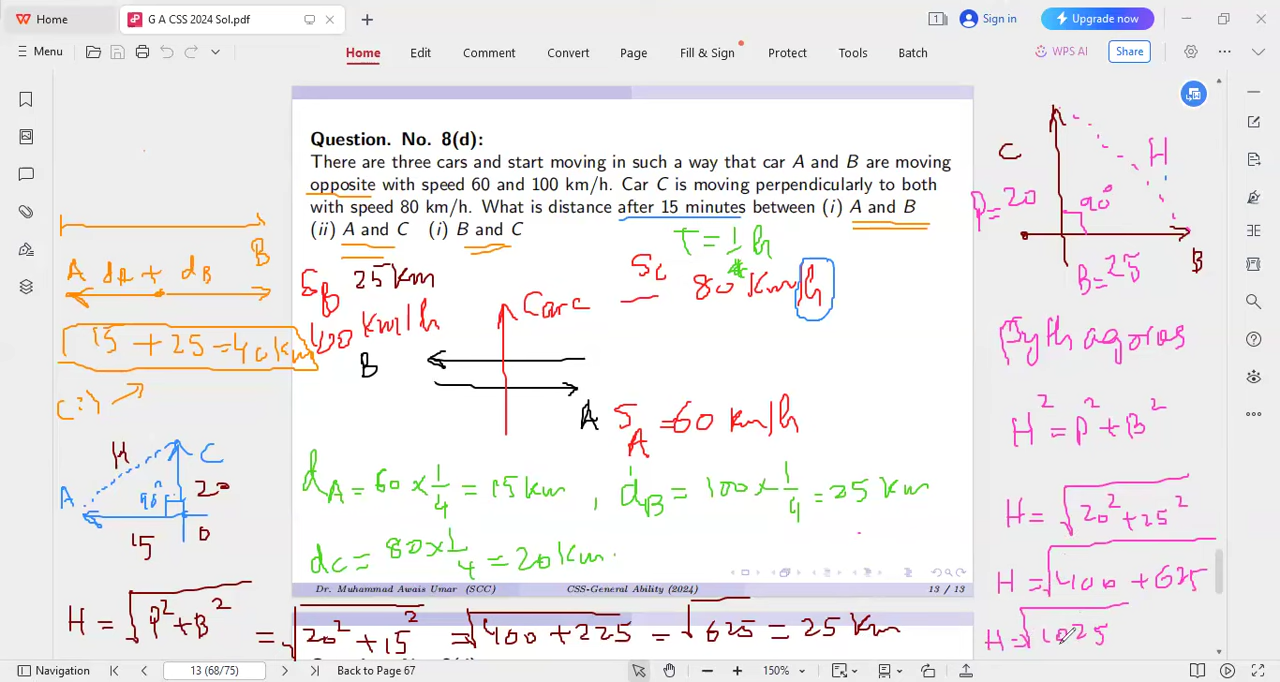 Home
G A CSS 2024 Sol.pdf
Sign in
Upgrade now
Menu
Home
Edit
Comment
Convert
Page
Fill & Sign
Protect
Tools
Batch
WPS AI
Share
Question. No. 8(d):
There are three cars and start moving in such a way that car A and B are moving
opposite with speed 60 and 100 km/h. Car C is moving perpendicularly to both
with speed 80 km/h. What is distance after 15 minutes between (i) A and B
(ii) A and C (i) B and C
T = 1/4 h
S_B 25 km
S_C 80 km/h
100 km/h
Car C
B
A S_A = 60 km/h
d_A = 60 × 1/4 = 15 km , d_B = 100 × 1/4 = 25 km
dc = 80 × 1/4 = 20 km
A d_A + d_B B
15 + 25 = 40 km
H C
A 90° 20
15 0
H = √P² + B² = √20² + 15² = √400 + 225 = √625 = 25 km
C H
P = 20 90°
B
B = 25
Pythagoros
H² = P² + B²
H = √20² + 25²
H = √400 + 625
H = √1025
Dr. Muhammad Awais Umar (SCC) CSS-General Ability (2024) 13 / 13
Navigation
13 (68/75)
Back to Page 67
150%